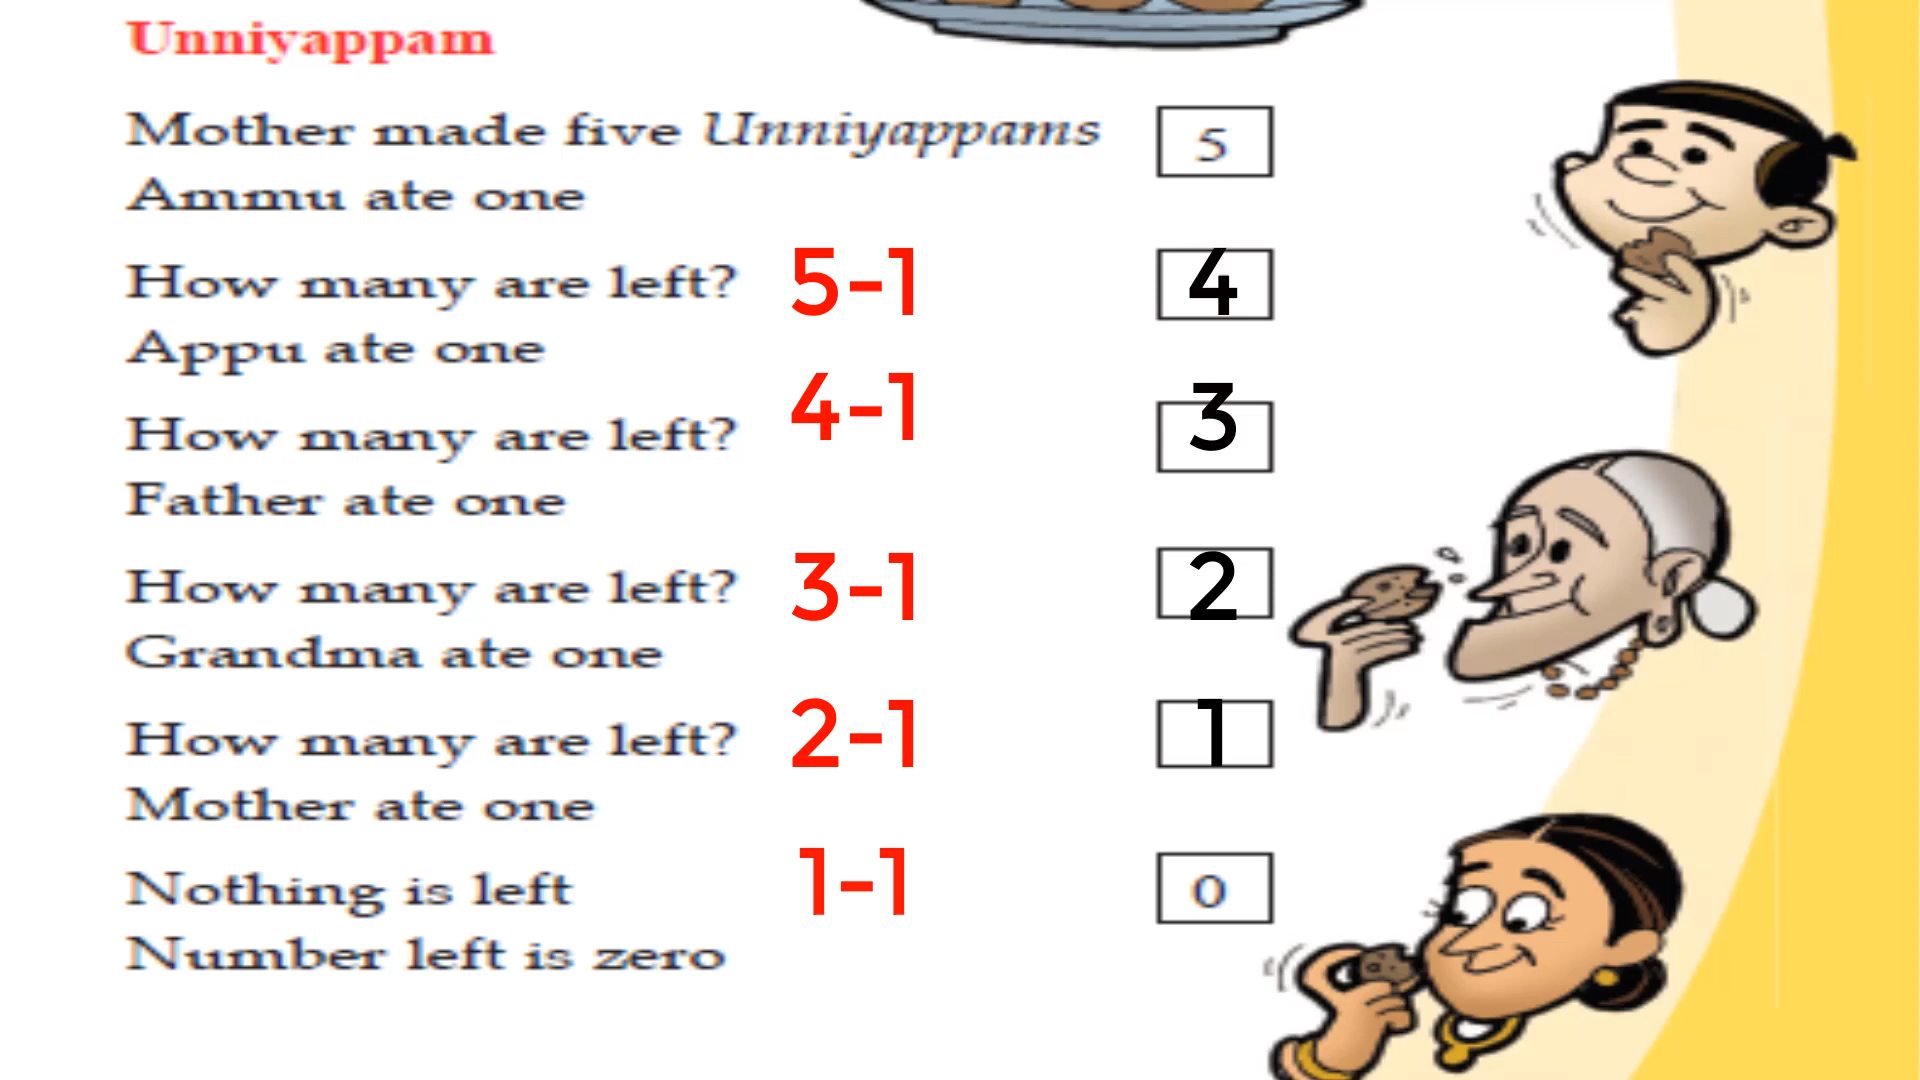 Unniyappam
Mother made five Unniyappams 5
Ammu ate one
How many are left? 5-1 4
Appu ate one
How many are left? 4-1 3
Father ate one
How many are left? 3-1 2
Grandma ate one
How many are left? 2-1 1
Mother ate one
Nothing is left 1-1 0
Number left is zero